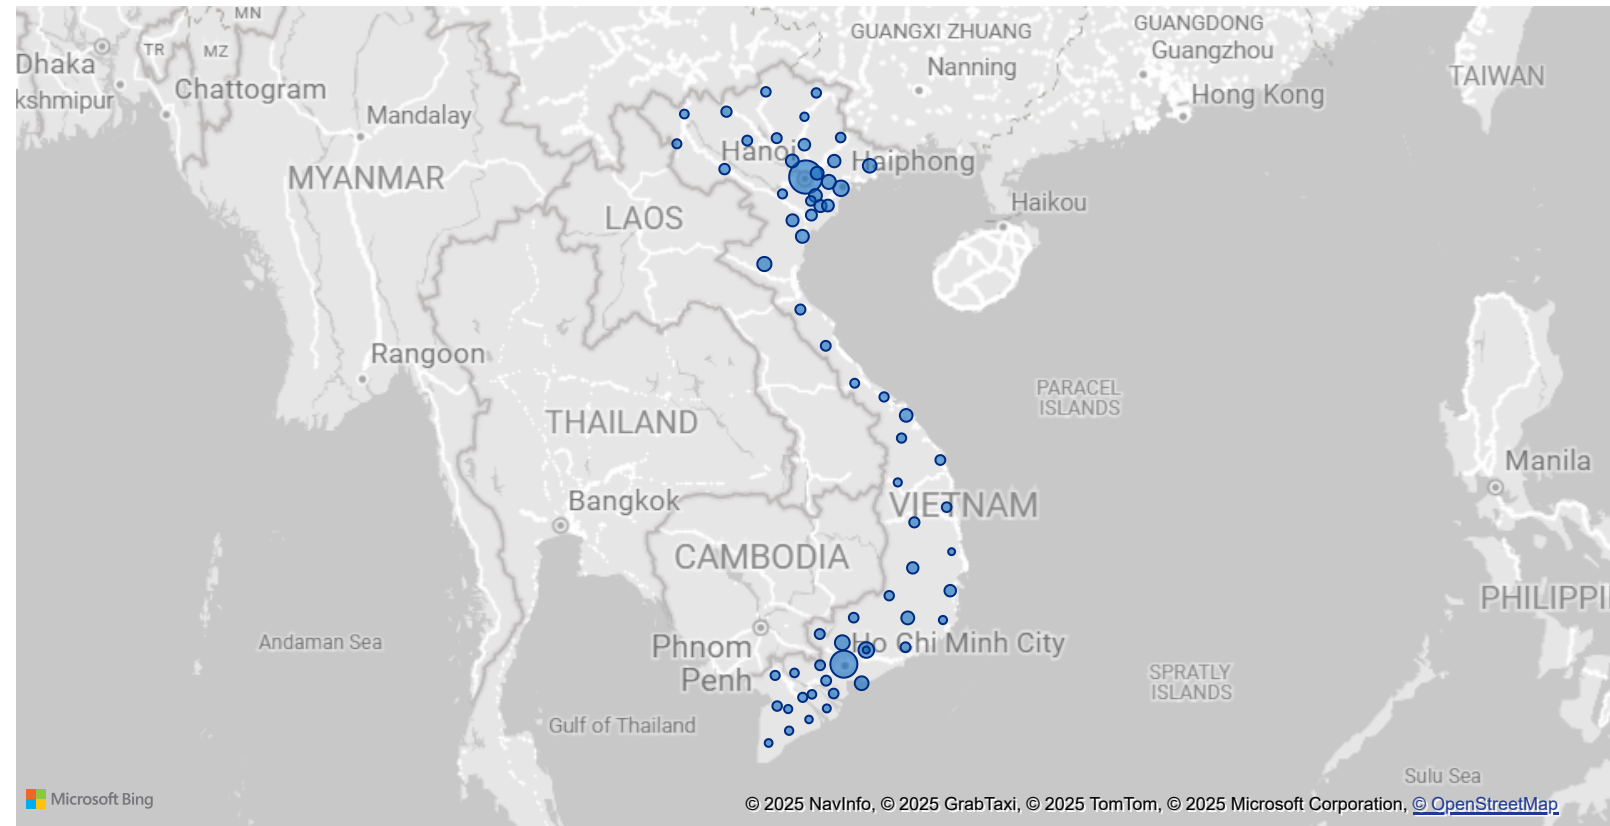 MN
GUANGXI ZHUANG
GUANGDONG
Dhaka
TR
MZ
Guangzhou
Nanning
TAIWAN
kshmipur
Chattogram
Hong Kong
Mandalay
Hanoi
Haiphong
MYANMAR
Haikou
LAOS
Rangoon
PARACEL
ISLANDS
THAILAND
Manila
Bangkok
VIETNAM
CAMBODIA
PHILIPPI
Andaman Sea
Phnom
Penh
Ho Chi Minh City
SPRATLY
ISLANDS
Gulf of Thailand
Sulu Sea
Microsoft Bing
© 2025 NavInfo, © 2025 GrabTaxi, © 2025 TomTom, © 2025 Microsoft Corporation, © OpenStreetMap